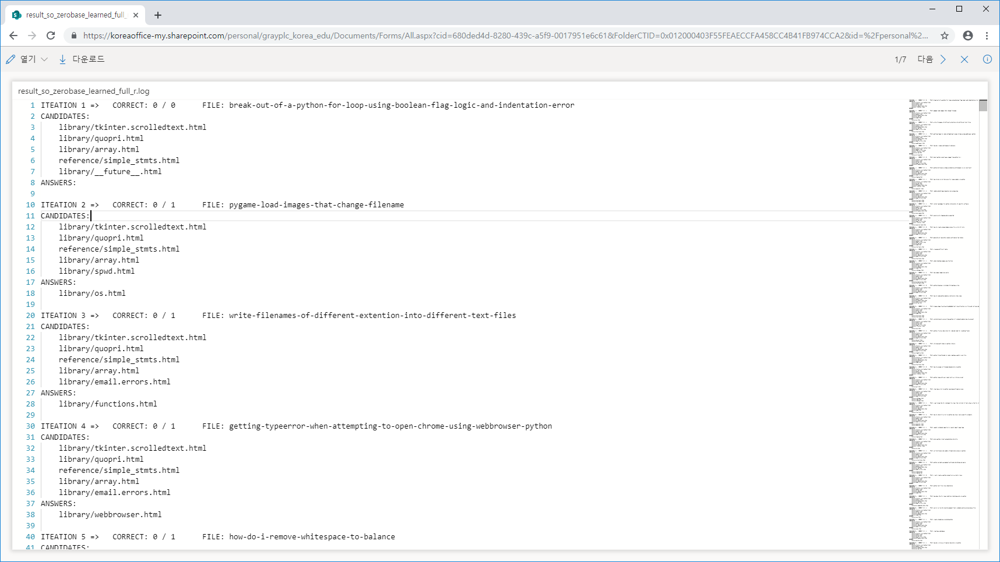 result_so_zerobase_learned_full_
https://koreaoffice-my.sharepoint.com/personal/grayplc_korea_edu/Documents/Forms/All.aspx?cid=680ded4d-8280-439c-a5f9-0017951e6c61&FolderCTID=0x012000403F55FEAECCFA458CC4B41FB974CCA2&id=%2Fpersonal%2...
열기 다운로드 1/7 다음
result_so_zerobase_learned_full_r.log
1 ITEATION 1 => CORRECT: 0 / 0 FILE: break-out-of-a-python-for-loop-using-boolean-flag-logic-and-indentation-error
2 CANDIDATES:
3 library/tkinter.scrolledtext.html
4 library/quopri.html
5 library/array.html
6 reference/simple_stmts.html
7 library/__future__.html
8 ANSWERS:
9
10 ITEATION 2 => CORRECT: 0 / 1 FILE: pygame-load-images-that-change-filename
11 CANDIDATES:
12 library/tkinter.scrolledtext.html
13 library/quopri.html
14 reference/simple_stmts.html
15 library/array.html
16 library/spwd.html
17 ANSWERS:
18 library/os.html
19
20 ITEATION 3 => CORRECT: 0 / 1 FILE: write-filenames-of-different-extention-into-different-text-files
21 CANDIDATES:
22 library/tkinter.scrolledtext.html
23 library/quopri.html
24 reference/simple_stmts.html
25 library/array.html
26 library/email.errors.html
27 ANSWERS:
28 library/functions.html
29
30 ITEATION 4 => CORRECT: 0 / 1 FILE: getting-typeerror-when-attempting-to-open-chrome-using-webbrowser-python
31 CANDIDATES:
32 library/tkinter.scrolledtext.html
33 library/quopri.html
34 reference/simple_stmts.html
35 library/array.html
36 library/email.errors.html
37 ANSWERS:
38 library/webbrowser.html
39
40 ITEATION 5 => CORRECT: 0 / 1 FILE: how-do-i-remove-whitespace-to-balance
41 CANDIDATES: